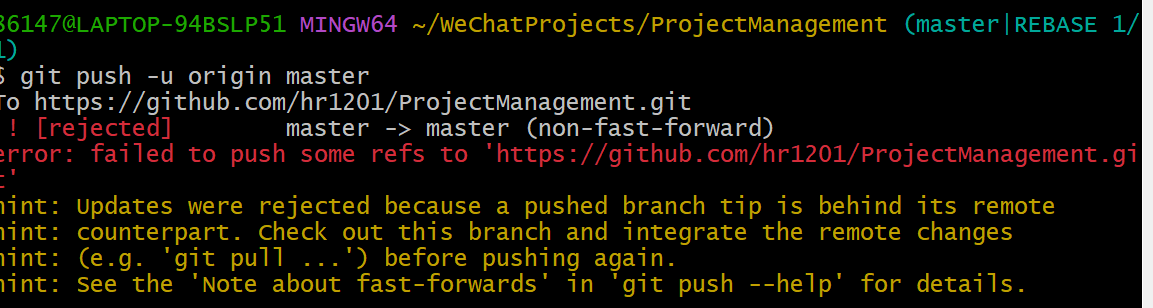 36147@LAPTOP-94BSLP51 MINGW64 ~/WeChatProjects/ProjectManagement (master|REBASE 1/
1)
$ git push -u origin master
To https://github.com/hr1201/ProjectManagement.git
! [rejected]        master -> master (non-fast-forward)
error: failed to push some refs to 'https://github.com/hr1201/ProjectManagement.gi
t'
hint: Updates were rejected because a pushed branch tip is behind its remote
hint: counterpart. Check out this branch and integrate the remote changes
hint: (e.g. 'git pull ...') before pushing again.
hint: See the 'Note about fast-forwards' in 'git push --help' for details.